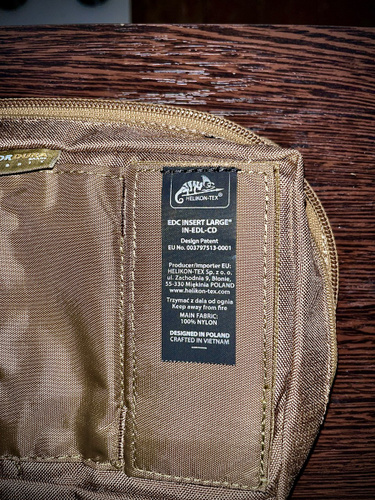 HELIKON-TEX®
EDC INSERT LARGE®
IN-EDL-CD
Design Patent
EU No. 003797513-0001
Producer/Importer EU:
HELIKON-TEX Sp. z o. o.
ul. Zachodnia 9, Błonie,
55-330 Miękinia POLAND
www.helikon-tex.com
Trzymać z dala od ognia
Keep away from fire
MAIN FABRIC:
100% NYLON
DESIGNED IN POLAND
CRAFTED IN VIETNAM